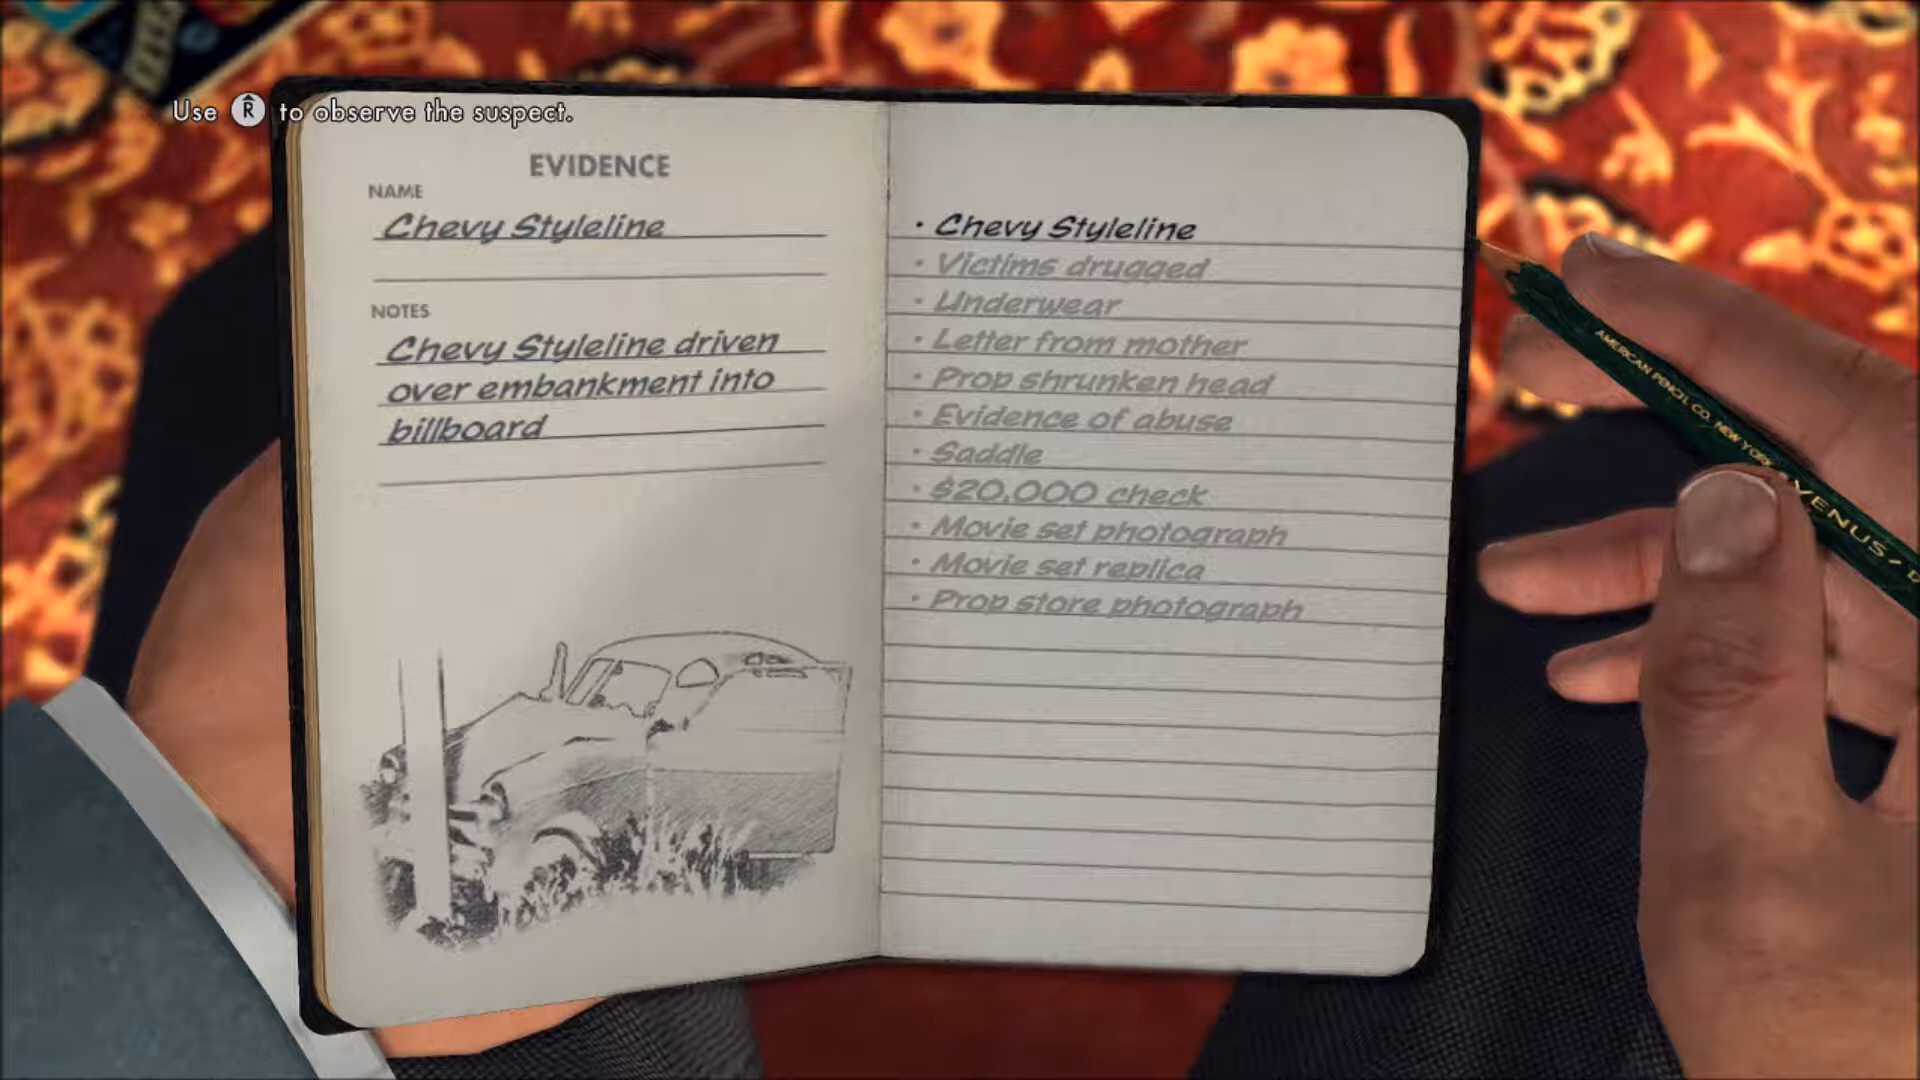 Use R to observe the suspect.
EVIDENCE
NAME
Chevy Styleline
NOTES
Chevy Styleline driven
over embankment into
billboard
• Chevy Styleline
• Victims drugged
• Underwear
• Letter from mother
• Prop shrunken head
• Evidence of abuse
• Saddle
• $20,000 check
• Movie set photograph
• Movie set replica
• Prop store photograph
AMERICAN PENCIL CO. NEW YORK
VENUS